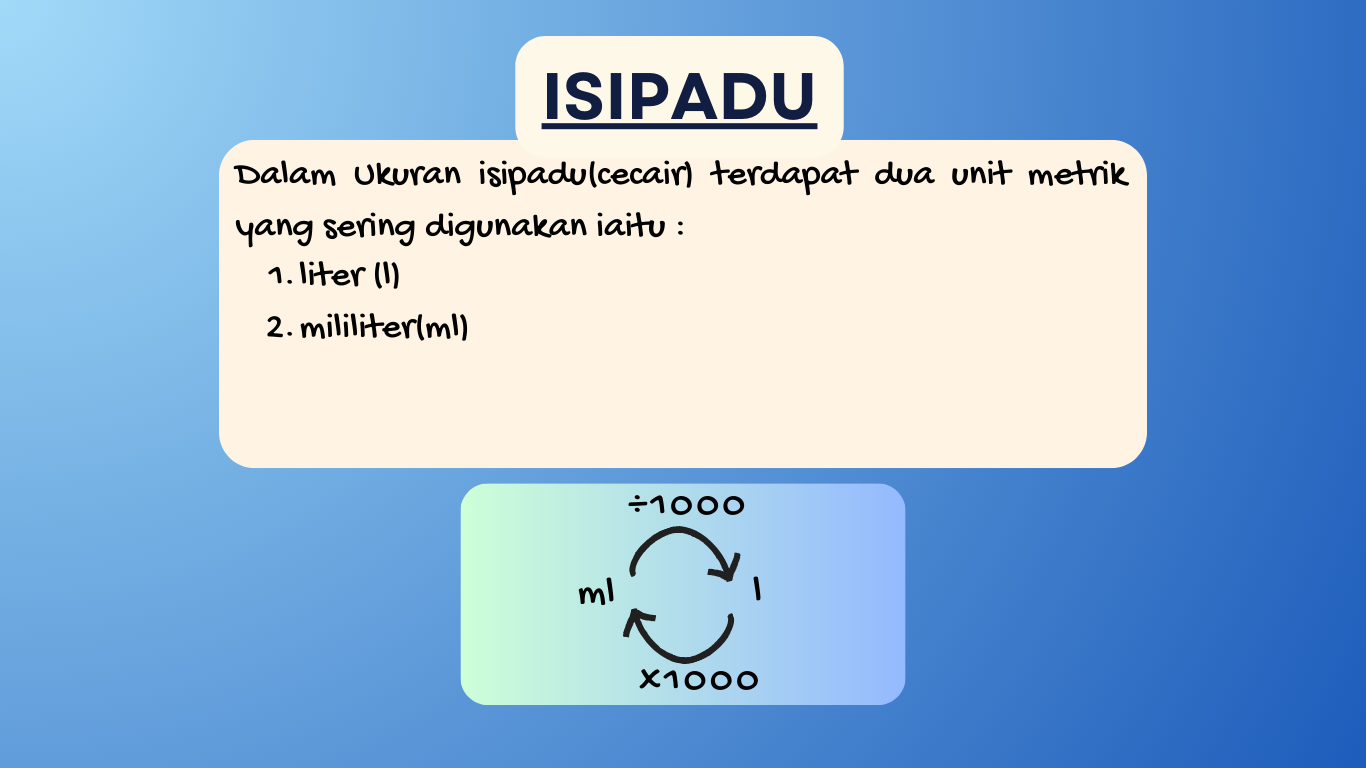 ISIPADU
Dalam Ukuran isipadu(cecair) terdapat dua unit metrik
yang sering digunakan iaitu :
1. liter (l)
2. mililiter(ml)
÷1000
ml l
x1000